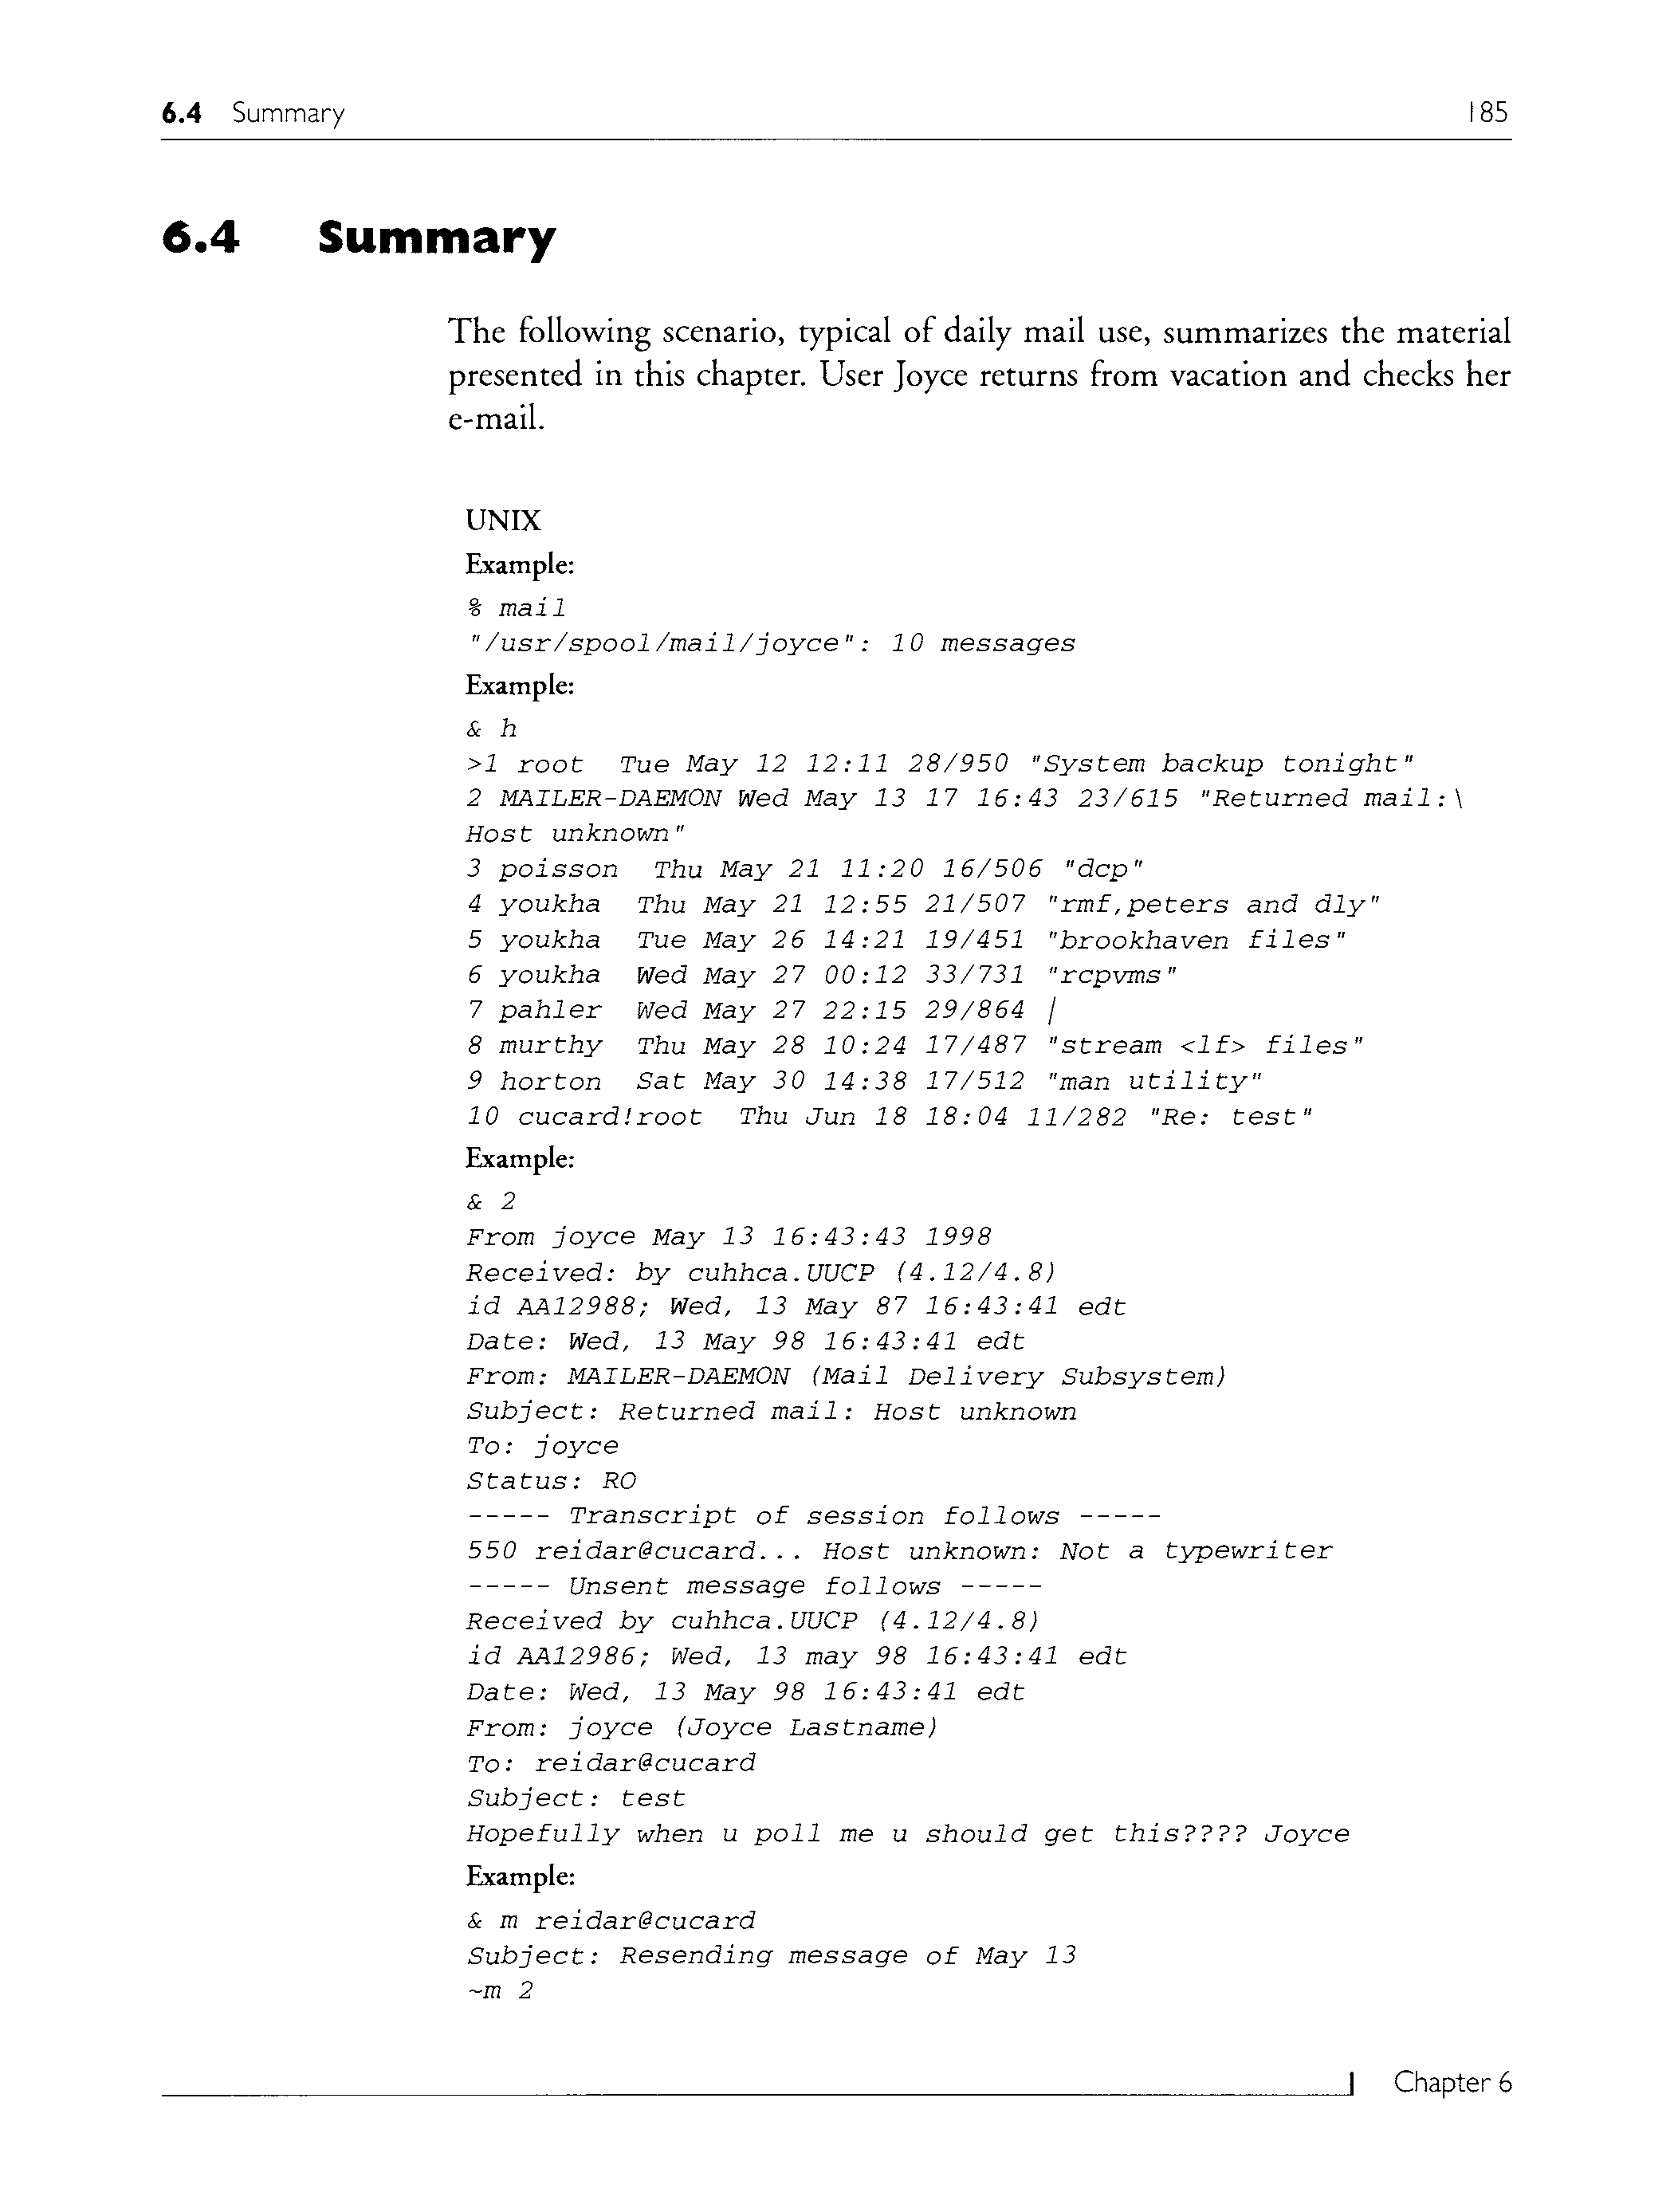 6.4 Summary 185
6.4 Summary
The following scenario, typical of daily mail use, summarizes the material
presented in this chapter. User Joyce returns from vacation and checks her
e-mail.
UNIX
Example:
% mail
"/usr/spool/mail/joyce": 10 messages
Example:
& h
>1 root Tue May 12 12:11 28/950 "System backup tonight"
2 MAILER-DAEMON Wed May 13 17 16:43 23/615 "Returned mail:\
Host unknown"
3 poisson Thu May 21 11:20 16/506 "dcp"
4 youkha Thu May 21 12:55 21/507 "rmf,peters and dly"
5 youkha Tue May 26 14:21 19/451 "brookhaven files"
6 youkha Wed May 27 00:12 33/731 "rcpvms"
7 pahler Wed May 27 22:15 29/864 |
8 murthy Thu May 28 10:24 17/487 "stream <lf> files"
9 horton Sat May 30 14:38 17/512 "man utility"
10 cucard!root Thu Jun 18 18:04 11/282 "Re: test"
Example:
& 2
From joyce May 13 16:43:43 1998
Received: by cuhhca.UUCP (4.12/4.8)
id AA12988; Wed, 13 May 87 16:43:41 edt
Date: Wed, 13 May 98 16:43:41 edt
From: MAILER-DAEMON (Mail Delivery Subsystem)
Subject: Returned mail: Host unknown
To: joyce
Status: RO
----- Transcript of session follows -----
550 reidar@cucard... Host unknown: Not a typewriter
----- Unsent message follows -----
Received by cuhhca.UUCP (4.12/4.8)
id AA12986; Wed, 13 may 98 16:43:41 edt
Date: Wed, 13 May 98 16:43:41 edt
From: joyce (Joyce Lastname)
To: reidar@cucard
Subject: test
Hopefully when u poll me u should get this???? Joyce
Example:
& m reidar@cucard
Subject: Resending message of May 13
~m 2
Chapter 6